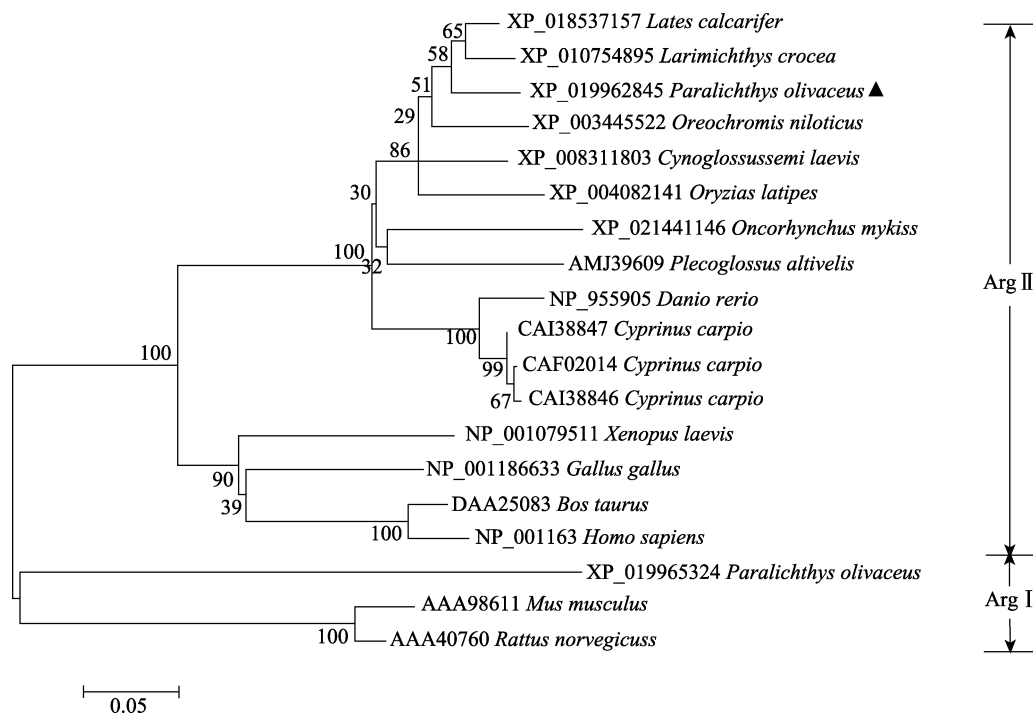 XP_018537157 Lates calcarifer
65
XP_010754895 Larimichthys crocea
58
51
XP_019962845 Paralichthys olivaceus▲
29
XP_003445522 Oreochromis niloticus
86
XP_008311803 Cynoglossussemi laevis
30
XP_004082141 Oryzias latipes
XP_021441146 Oncorhynchus mykiss
100
32
AMJ39609 Plecoglossus altivelis
Arg Ⅱ
NP_955905 Danio rerio
100
CAI38847 Cyprinus carpio
100
99
CAF02014 Cyprinus carpio
67
CAI38846 Cyprinus carpio
NP_001079511 Xenopus laevis
90
NP_001186633 Gallus gallus
39
DAA25083 Bos taurus
100
NP_001163 Homo sapiens
XP_019965324 Paralichthys olivaceus
Arg Ⅰ
AAA98611 Mus musculus
100
AAA40760 Rattus norvegicuss
0.05